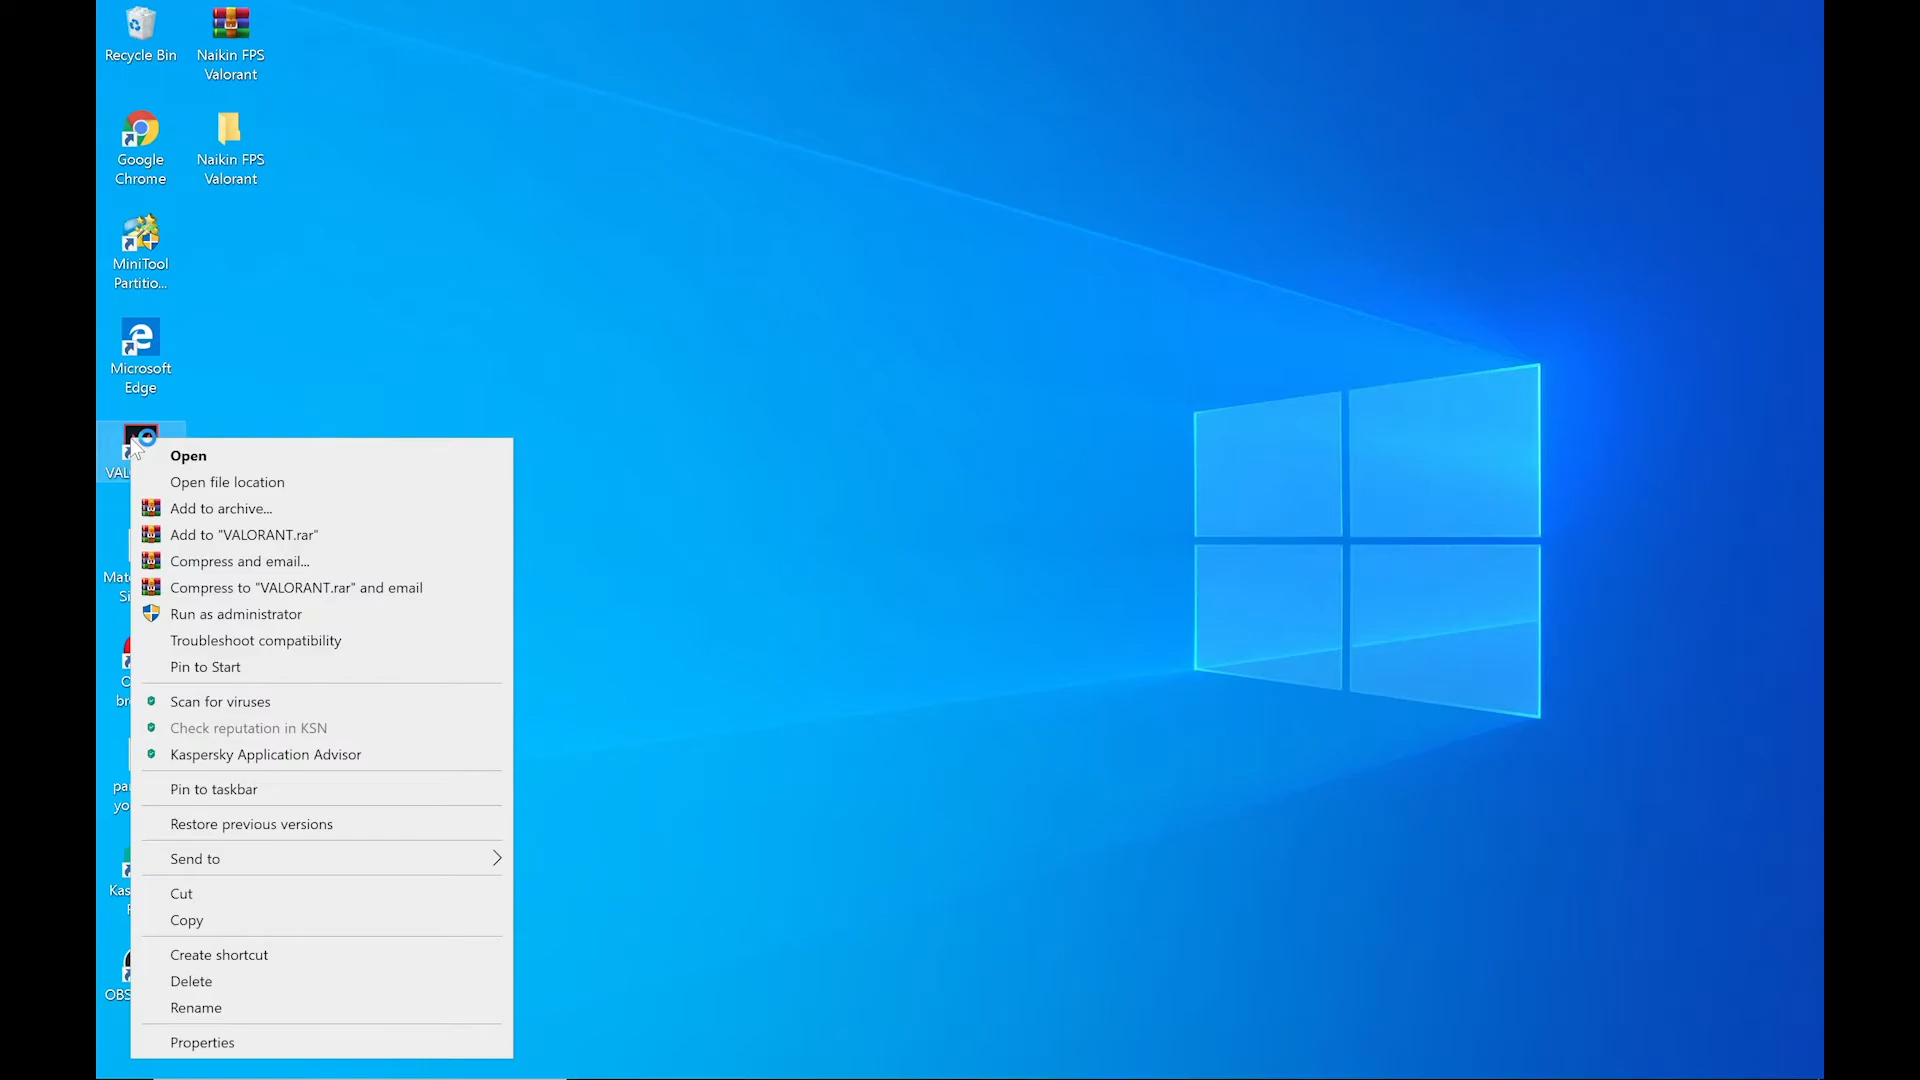 Recycle Bin
Naikin FPS
Valorant
Google
Chrome
Naikin FPS
Valorant
MiniTool
Partitio...
Microsoft
Edge
Open
Open file location
Add to archive...
Add to "VALORANT.rar"
Compress and email...
Compress to "VALORANT.rar" and email
Run as administrator
Troubleshoot compatibility
Pin to Start
Scan for viruses
Check reputation in KSN
Kaspersky Application Advisor
Pin to taskbar
Restore previous versions
Send to
Cut
Copy
Create shortcut
Delete
Rename
Properties
OBS